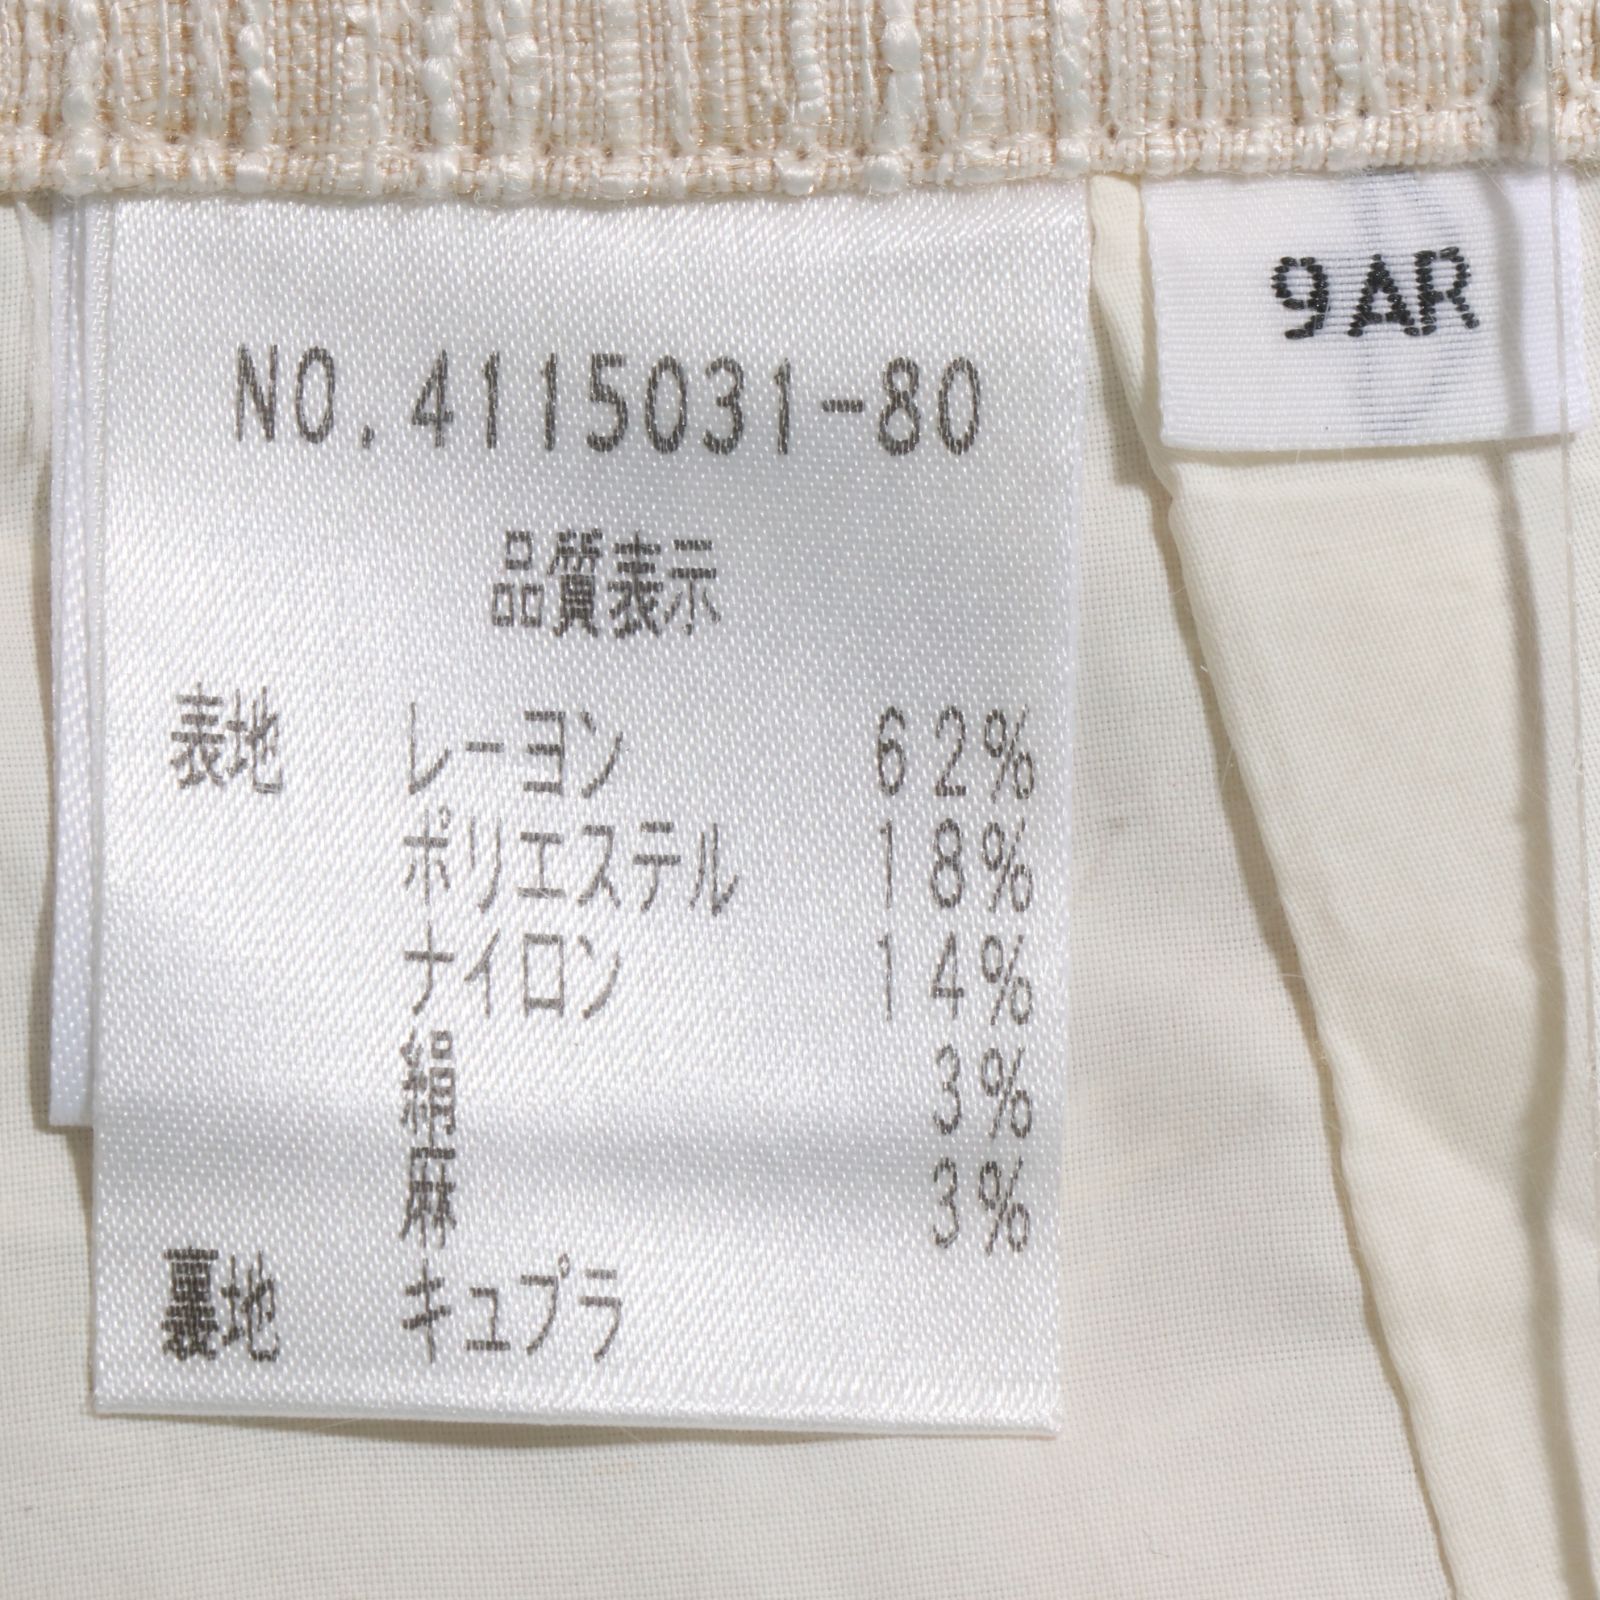 NO.4115031-80
品質表示
表地 レーヨン 62%
ポリエステル 18%
ナイロン 14%
絹 3%
麻 3%
裏地 キュプラ
9AR